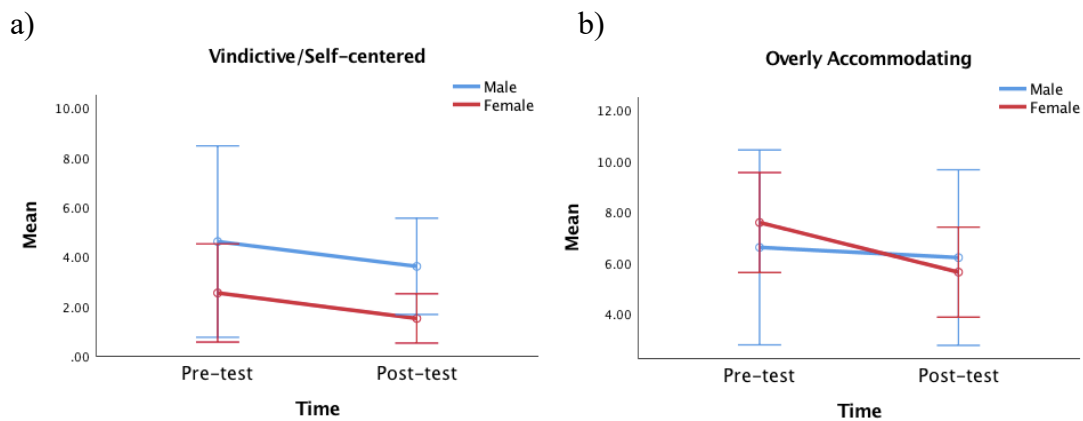 a)
Vindictive/Self-centered
Male
Female
10.00
8.00
6.00
4.00
2.00
.00
Mean
Pre-test
Post-test
Time
b)
Overly Accommodating
Male
Female
12.00
10.00
8.00
6.00
4.00
Mean
Pre-test
Post-test
Time